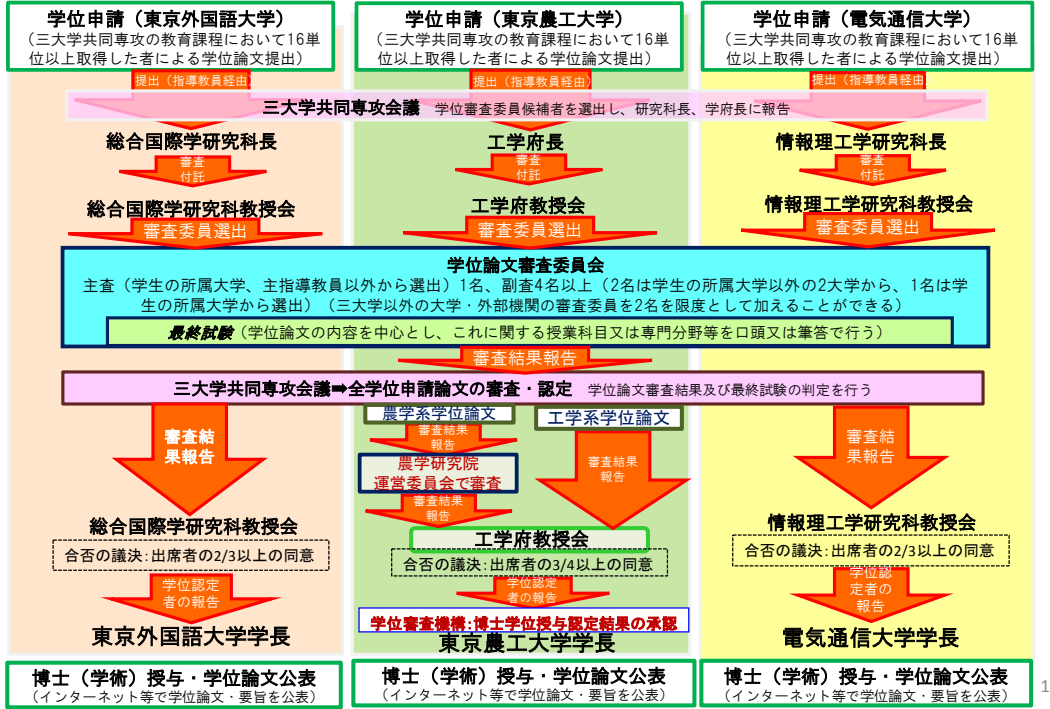 学位申請（東京外国語大学）
（三大学共同専攻の教育課程において16単
位以上取得した者による学位論文提出）
学位申請（東京農工大学）
（三大学共同専攻の教育課程において16単
位以上取得した者による学位論文提出）
学位申請（電気通信大学）
（三大学共同専攻の教育課程において16単
位以上取得した者による学位論文提出）
提出（指導教員経由）
提出（指導教員経由）
提出（指導教員経由）
三大学共同専攻会議 学位審査委員候補者を選出し、研究科長、学府長に報告
総合国際学研究科長
工学府長
情報理工学研究科長
審査
付託
審査
付託
審査
付託
総合国際学研究科教授会
工学府教授会
情報理工学研究科教授会
審査委員選出
審査委員選出
審査委員選出
学位論文審査委員会
主査（学生の所属大学、主指導教員以外から選出）1名、副査4名以上（2名は学生の所属大学以外の2大学から、1名は学
生の所属大学から選出）（三大学以外の大学・外部機関の審査委員を2名を限度として加えることができる）
最終試験（学位論文の内容を中心とし、これに関する授業科目又は専門分野等を口頭又は筆答で行う）
審査結果報告
三大学共同専攻会議➡全学位申請論文の審査・認定 学位論文審査結果及び最終試験の判定を行う
農学系学位論文
工学系学位論文
審査結
果報告
審査結果
報告
審査結果
報告
審査結
果報告
農学研究院
運営委員会で審査
審査結果
報告
総合国際学研究科教授会
工学府教授会
情報理工学研究科教授会
合否の議決：出席者の2/3以上の同意
合否の議決：出席者の3/4以上の同意
合否の議決：出席者の2/3以上の同意
学位認定
者の報告
学位認定
者の報告
学位認
定者の
報告
学位審査機構：博士学位授与認定結果の承認
東京外国語大学学長
東京農工大学学長
電気通信大学学長
博士（学術）授与・学位論文公表
（インターネット等で学位論文・要旨を公表）
博士（学術）授与・学位論文公表
（インターネット等で学位論文・要旨を公表）
博士（学術）授与・学位論文公表
（インターネット等で学位論文・要旨を公表）
1